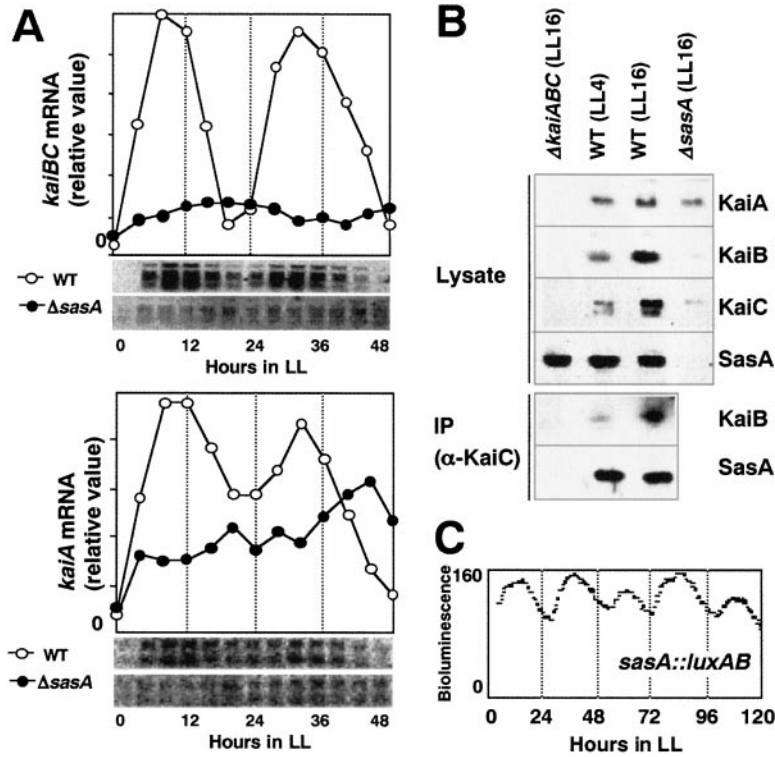 A
kaiBC mRNA
(relative value)
0
WT
ΔsasA
0 12 24 36 48
Hours in LL
kaiA mRNA
(relative value)
0
WT
ΔsasA
0 12 24 36 48
Hours in LL
B
ΔkaiABC (LL16)
WT (LL4)
WT (LL16)
ΔsasA (LL16)
Lysate
KaiA
KaiB
KaiC
SasA
IP
(α-KaiC)
KaiB
SasA
C
Bioluminescence
160
0
sasA::luxAB
0 24 48 72 96 120
Hours in LL